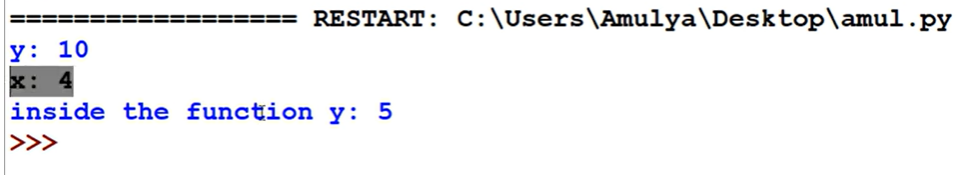 ================== RESTART: C:\Users\Amulya\Desktop\amul.py
y: 10
x: 4
inside the function y: 5
>>>